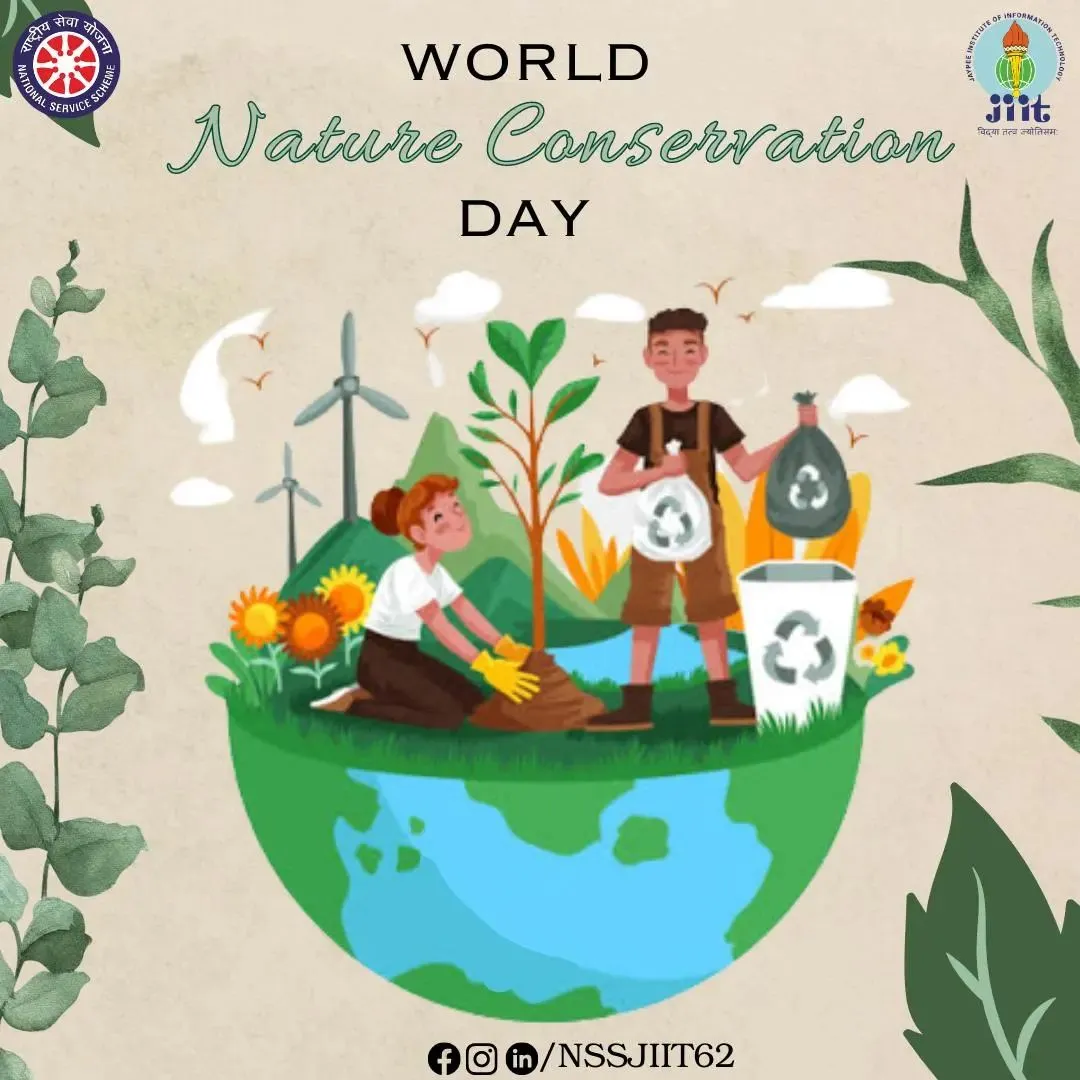 राष्ट्रीय सेवा योजना
NATIONAL SERVICE SCHEME
WORLD
Nature Conservation
DAY
JAYPEE INSTITUTE OF INFORMATION TECHNOLOGY
jiit
विद्या तत्व ज्योतिसमः
/NSSJIIT62